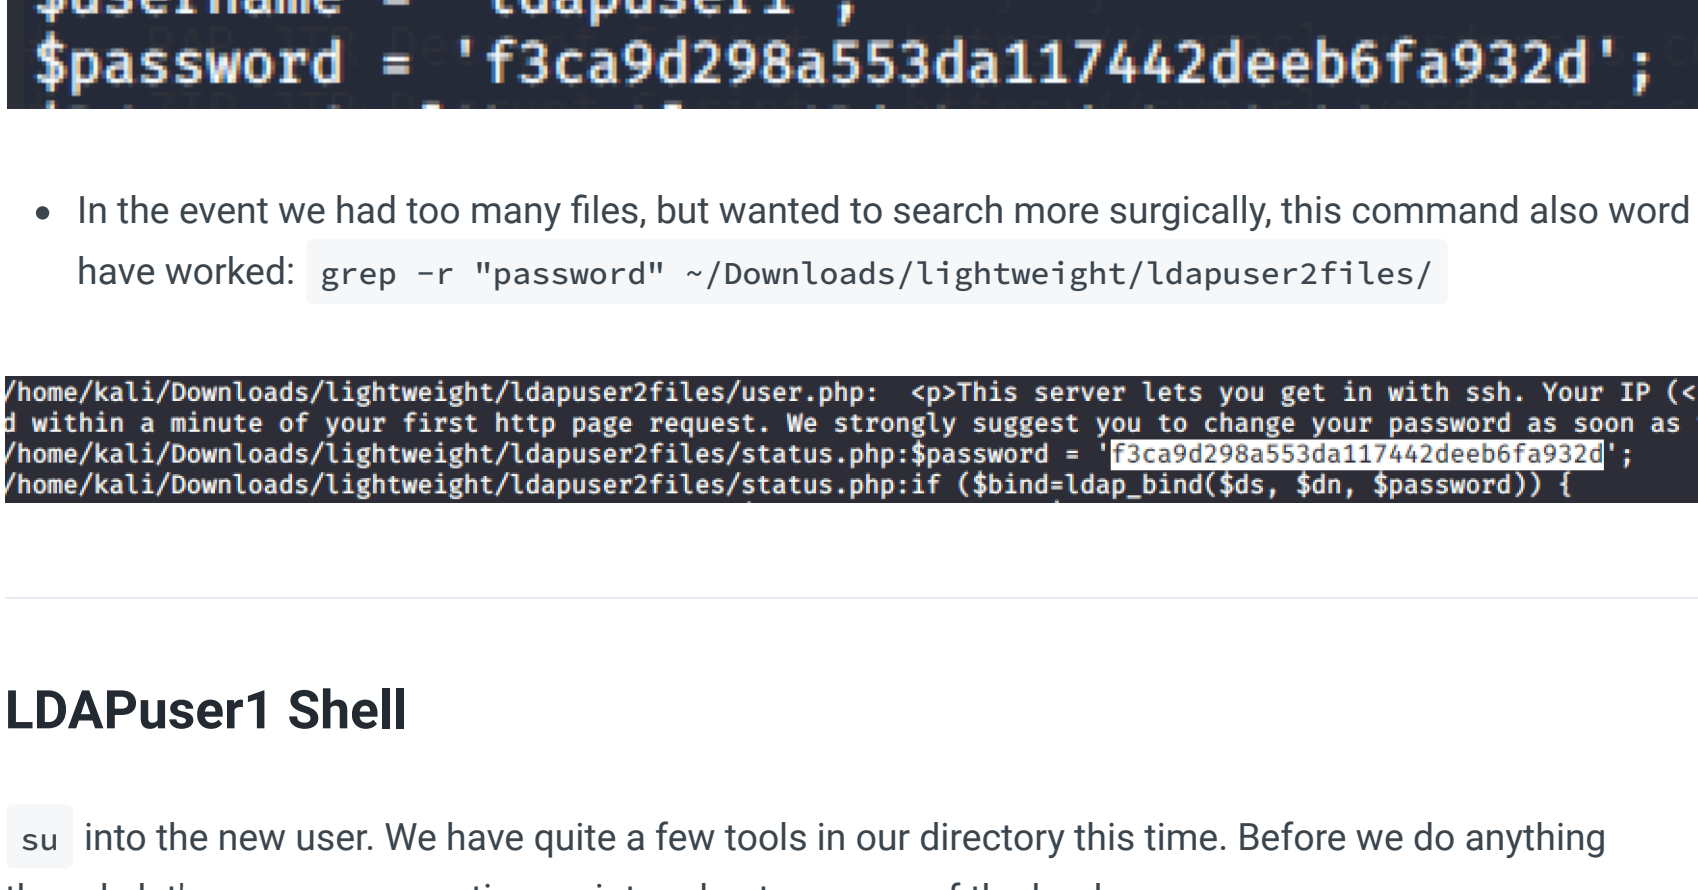 $username = 'ldapuser1';
$password = 'f3ca9d298a553da117442deeb6fa932d';
• In the event we had too many files, but wanted to search more surgically, this command also word
have worked: grep -r "password" ~/Downloads/lightweight/ldapuser2files/
/home/kali/Downloads/lightweight/ldapuser2files/user.php: <p>This server lets you get in with ssh. Your IP (<
d within a minute of your first http page request. We strongly suggest you to change your password as soon as
/home/kali/Downloads/lightweight/ldapuser2files/status.php:$password = 'f3ca9d298a553da117442deeb6fa932d';
/home/kali/Downloads/lightweight/ldapuser2files/status.php:if ($bind=ldap_bind($ds, $dn, $password)) {
LDAPuser1 Shell
su into the new user. We have quite a few tools in our directory this time. Before we do anything